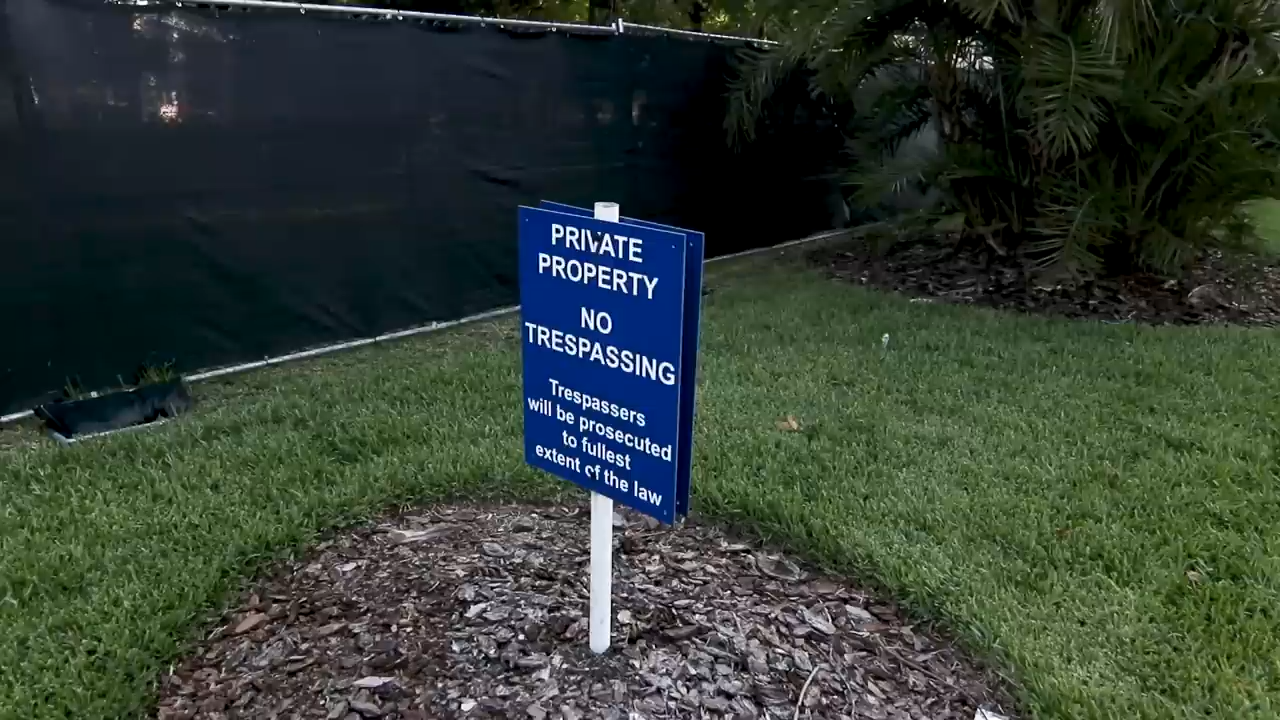 PRIVATE
PROPERTY
NO
TRESPASSING
Trespassers
will be prosecuted
to fullest
extent of the law